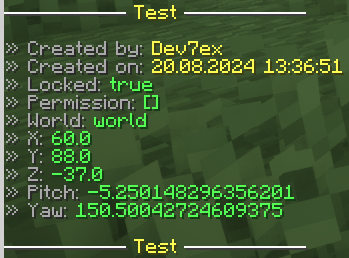 Test
» Created by: Dev7ex
» Created on: 20.08.2024 13:36:51
» Locked: true
» Permission: []
» World: world
» X: 60.0
» Y: 88.0
» Z: -37.0
» Pitch: -5.250148296356201
» Yaw: 150.50042724609375
Test